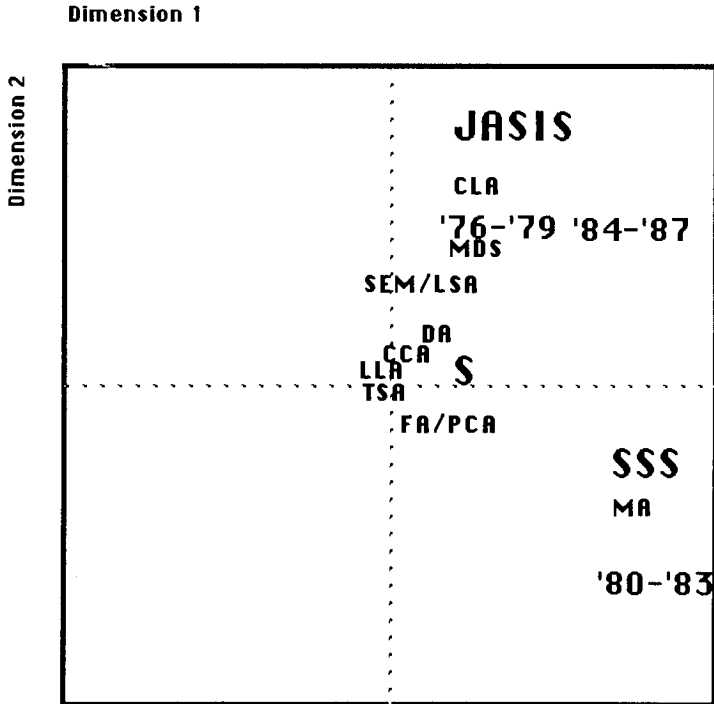 Dimension 1
Dimension 2
JASIS
CLA
'76-'79 '84-'87
MDS
SEM/LSA
DA
CCA
LLA
S
TSA
FA/PCA
SSS
MA
'80-'83